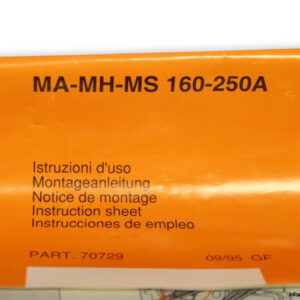 MA-MH-MS 160-250A
Istruzioni d'uso
Montageanleitung
Notice de montage
Instruction sheet
Instrucciones de empleo
PART. 70729 09/95 GF